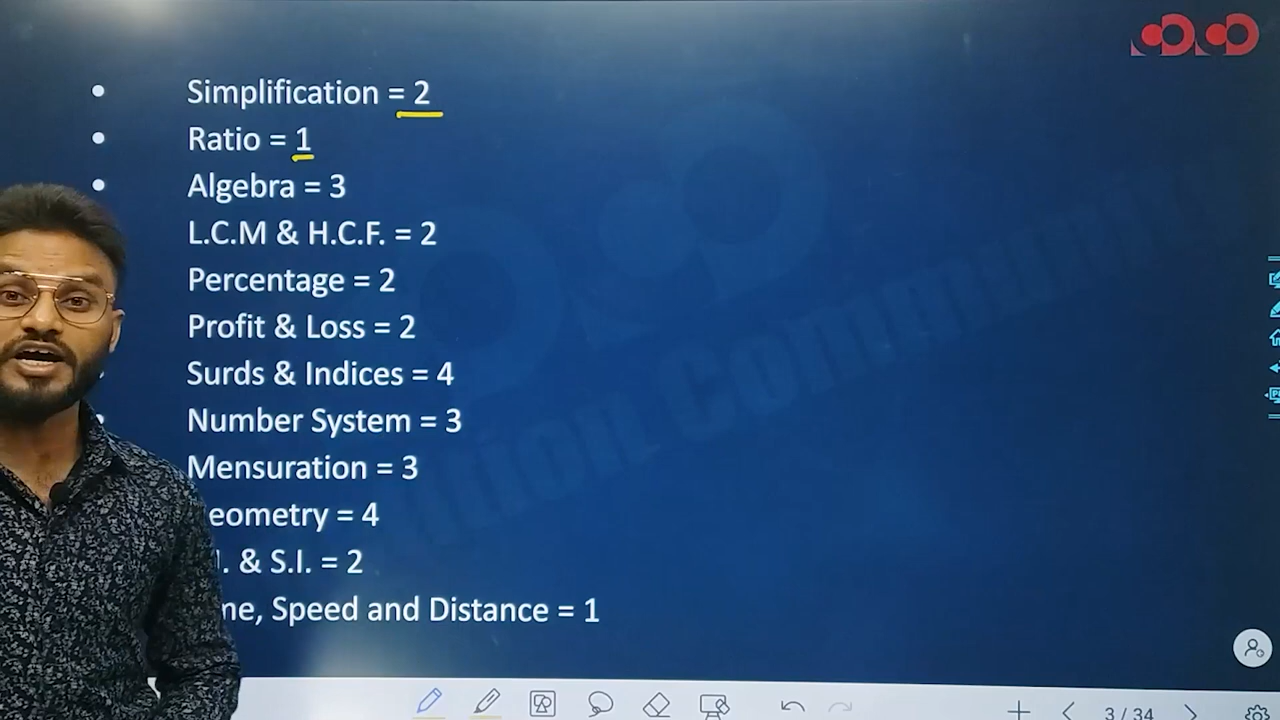 Simplification = 2
Ratio = 1
Algebra = 3
L.C.M & H.C.F. = 2
Percentage = 2
Profit & Loss = 2
Surds & Indices = 4
Number System = 3
Mensuration = 3
eometry = 4
. & S.I. = 2
me, Speed and Distance = 1
3 / 34